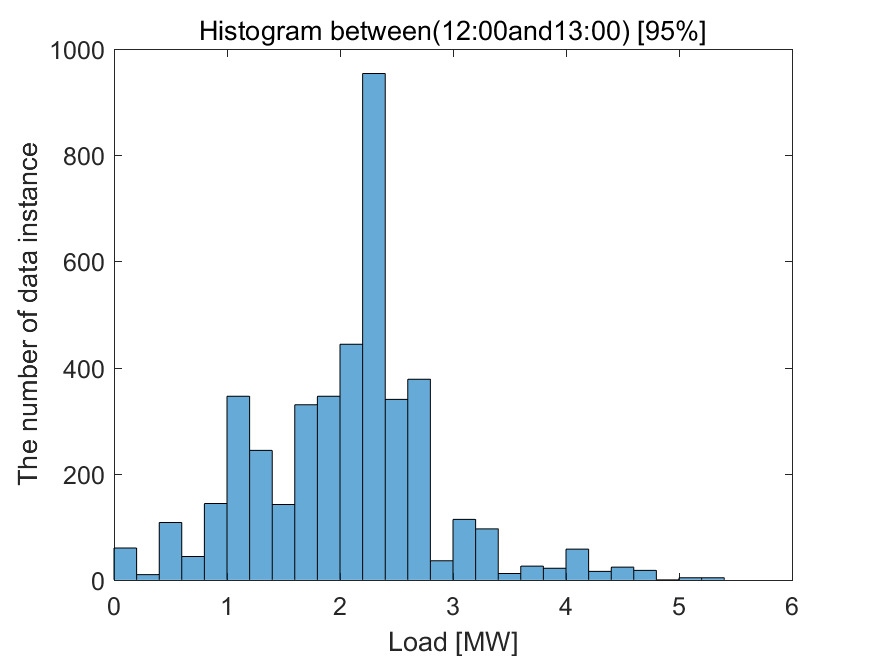 Histogram between(12:00and13:00) [95%]
1000
800
600
400
200
0
The number of data instance
0 1 2 3 4 5 6
Load [MW]